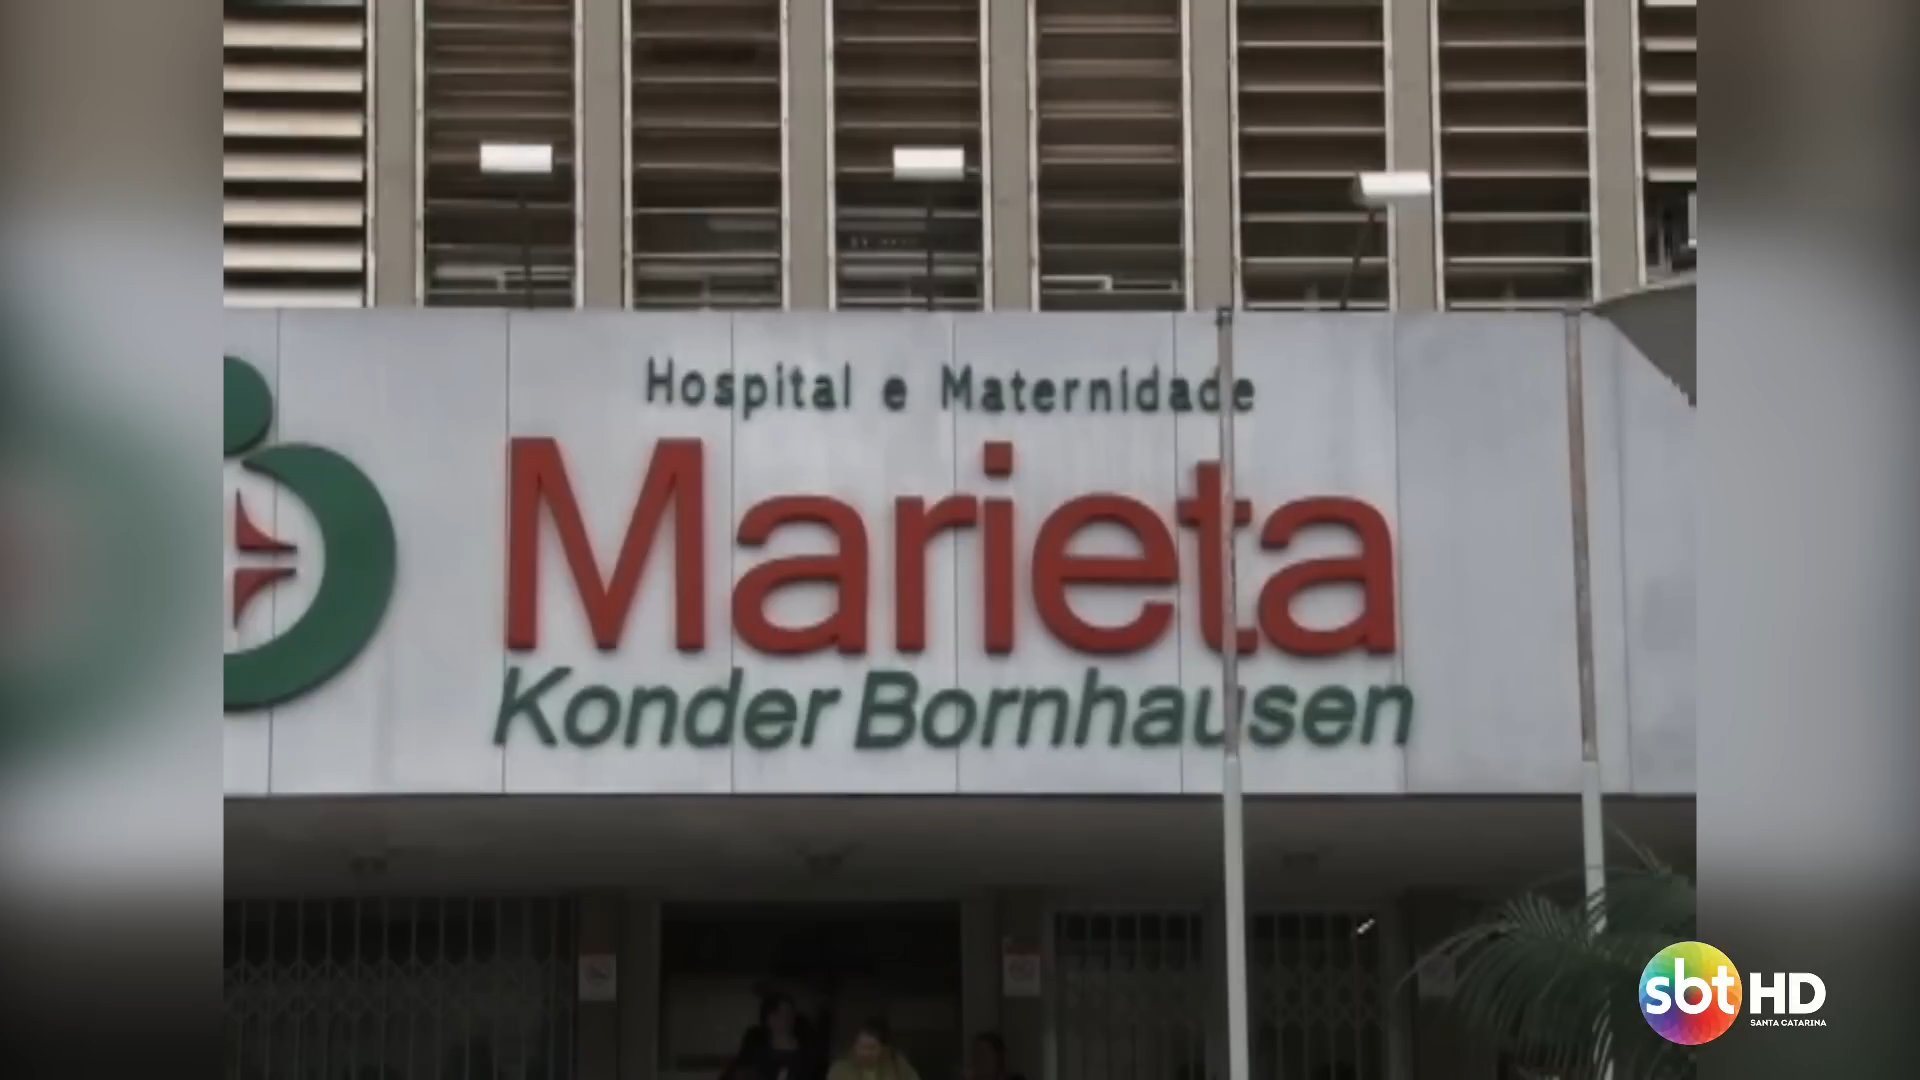 Hospital e Maternidade
Marieta
Konder Bornhausen
sbt HD
SANTA CATARINA